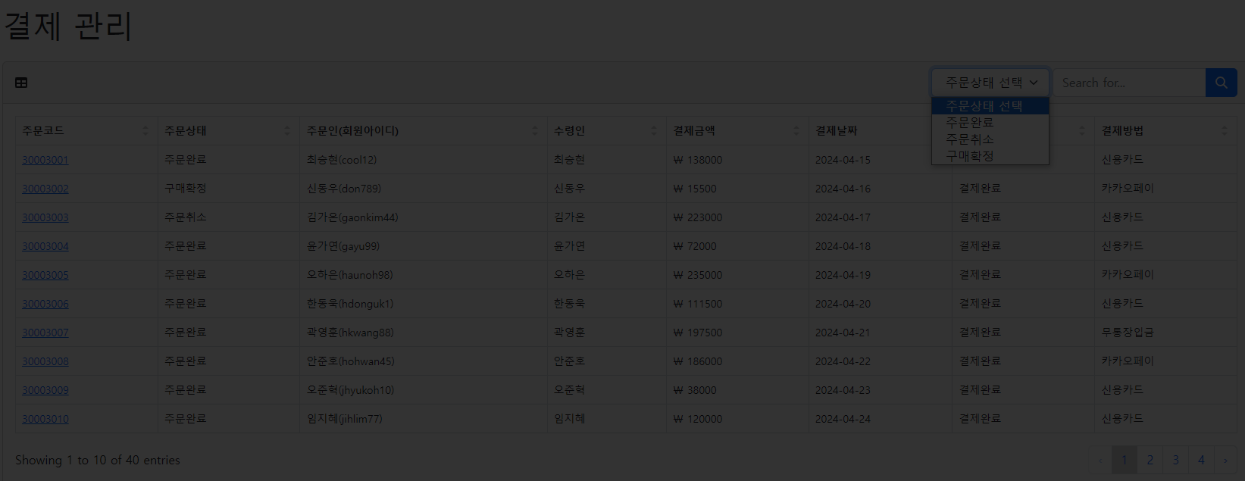 결제 관리
주문상태 선택 Search for...
주문상태 선택
주문완료
주문취소
구매확정
주문코드 주문상태 주문인(회원아이디) 수령인 결제금액 결제날짜 결제방법
30003001 주문완료 최승현(cool12) 최승현 ₩ 138000 2024-04-15 신용카드
30003002 구매확정 신동우(don789) 신동우 ₩ 15500 2024-04-16 결제완료 카카오페이
30003003 주문취소 김가온(gaonkim44) 김가온 ₩ 223000 2024-04-17 결제완료 신용카드
30003004 주문완료 윤가연(gayu99) 윤가연 ₩ 72000 2024-04-18 결제완료 신용카드
30003005 주문완료 오하온(haunoh98) 오하온 ₩ 235000 2024-04-19 결제완료 카카오페이
30003006 주문완료 한동욱(hdonguk1) 한동욱 ₩ 111500 2024-04-20 결제완료 신용카드
30003007 주문완료 곽영훈(hkwang88) 곽영훈 ₩ 197500 2024-04-21 결제완료 무통장입금
30003008 주문완료 안준호(hohwan45) 안준호 ₩ 186000 2024-04-22 결제완료 카카오페이
30003009 주문완료 오준혁(jhyukoh10) 오준혁 ₩ 38000 2024-04-23 결제완료 신용카드
30003010 주문완료 임지혜(jihlim77) 임지혜 ₩ 120000 2024-04-24 결제완료 신용카드
Showing 1 to 10 of 40 entries ‹ 1 2 3 4 ›